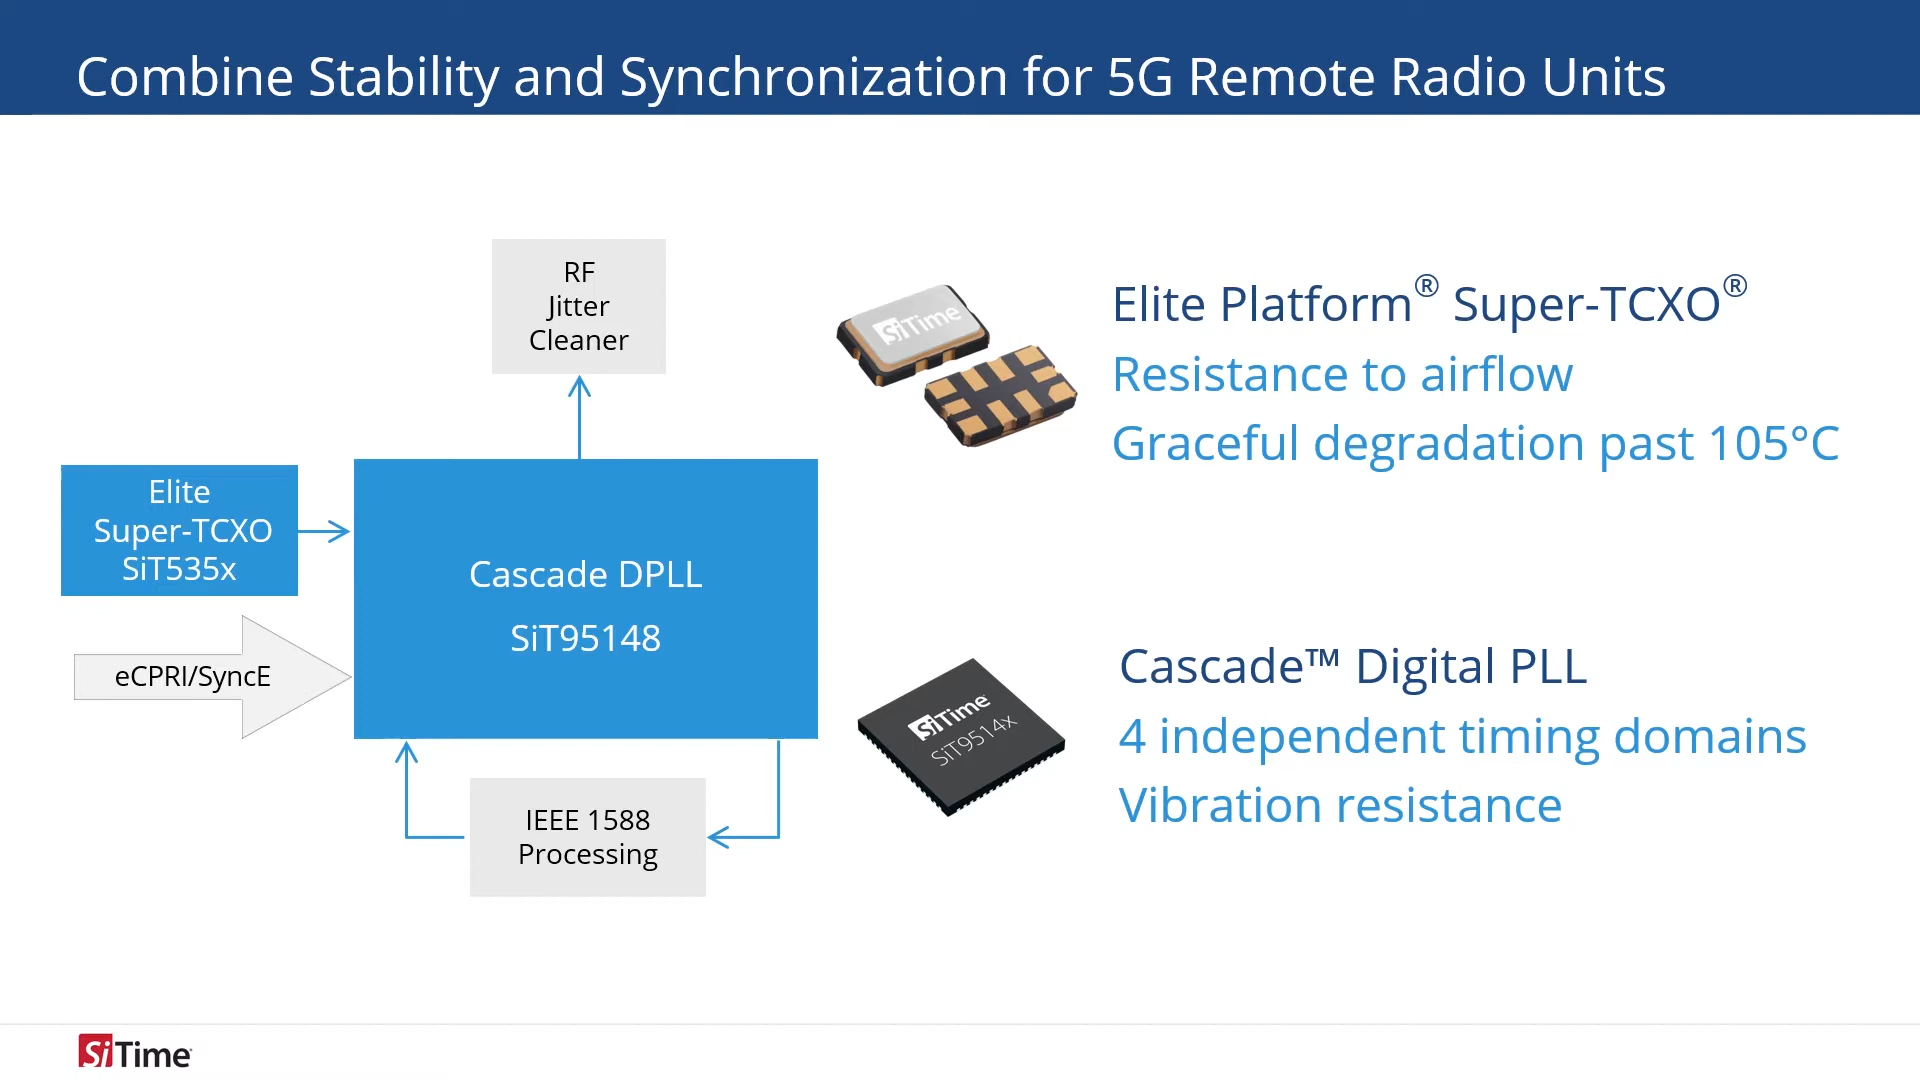 Combine Stability and Synchronization for 5G Remote Radio Units
RF
Jitter
Cleaner
Elite
Super-TCXO
SiT535x
eCPRI/SyncE
Cascade DPLL
SiT95148
IEEE 1588
Processing
SiTime
Elite Platform® Super-TCXO®
Resistance to airflow
Graceful degradation past 105°C
SiTime
SiT9514x
Cascade™ Digital PLL
4 independent timing domains
Vibration resistance
SiTime